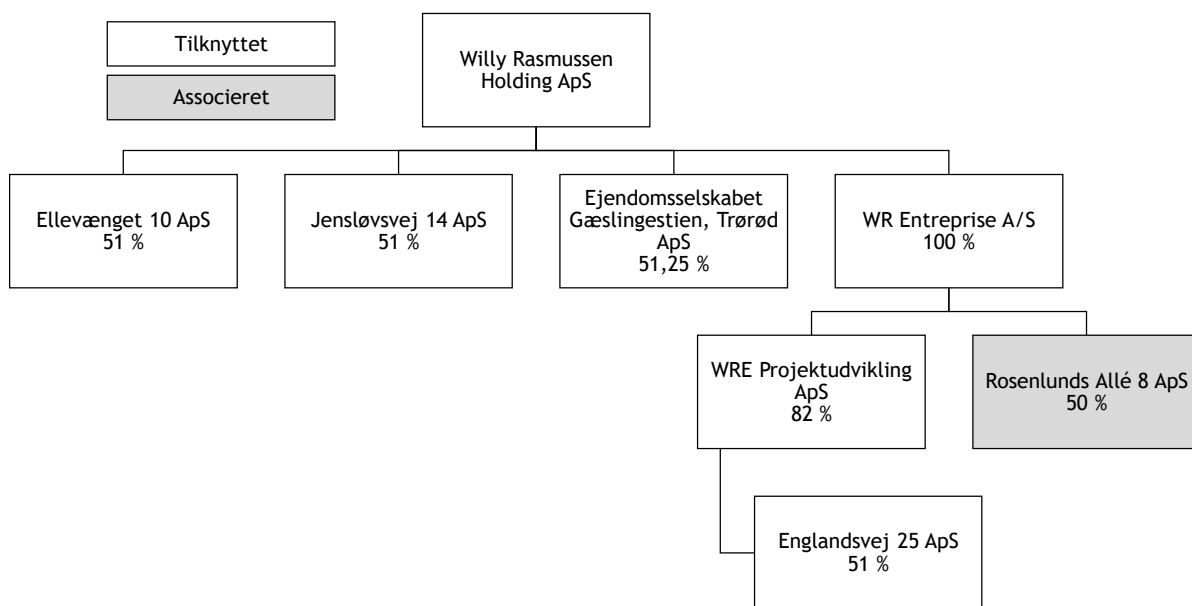 Tilknyttet
Associeret
Willy Rasmussen
Holding ApS
Ellevænget 10 ApS
51 %
Jensløvsvej 14 ApS
51 %
Ejendomsselskabet
Gæslingestien, Trørød
ApS
51,25 %
WR Entreprise A/S
100 %
WRE Projektudvikling
ApS
82 %
Rosenlunds Allé 8 ApS
50 %
Englandsvej 25 ApS
51 %